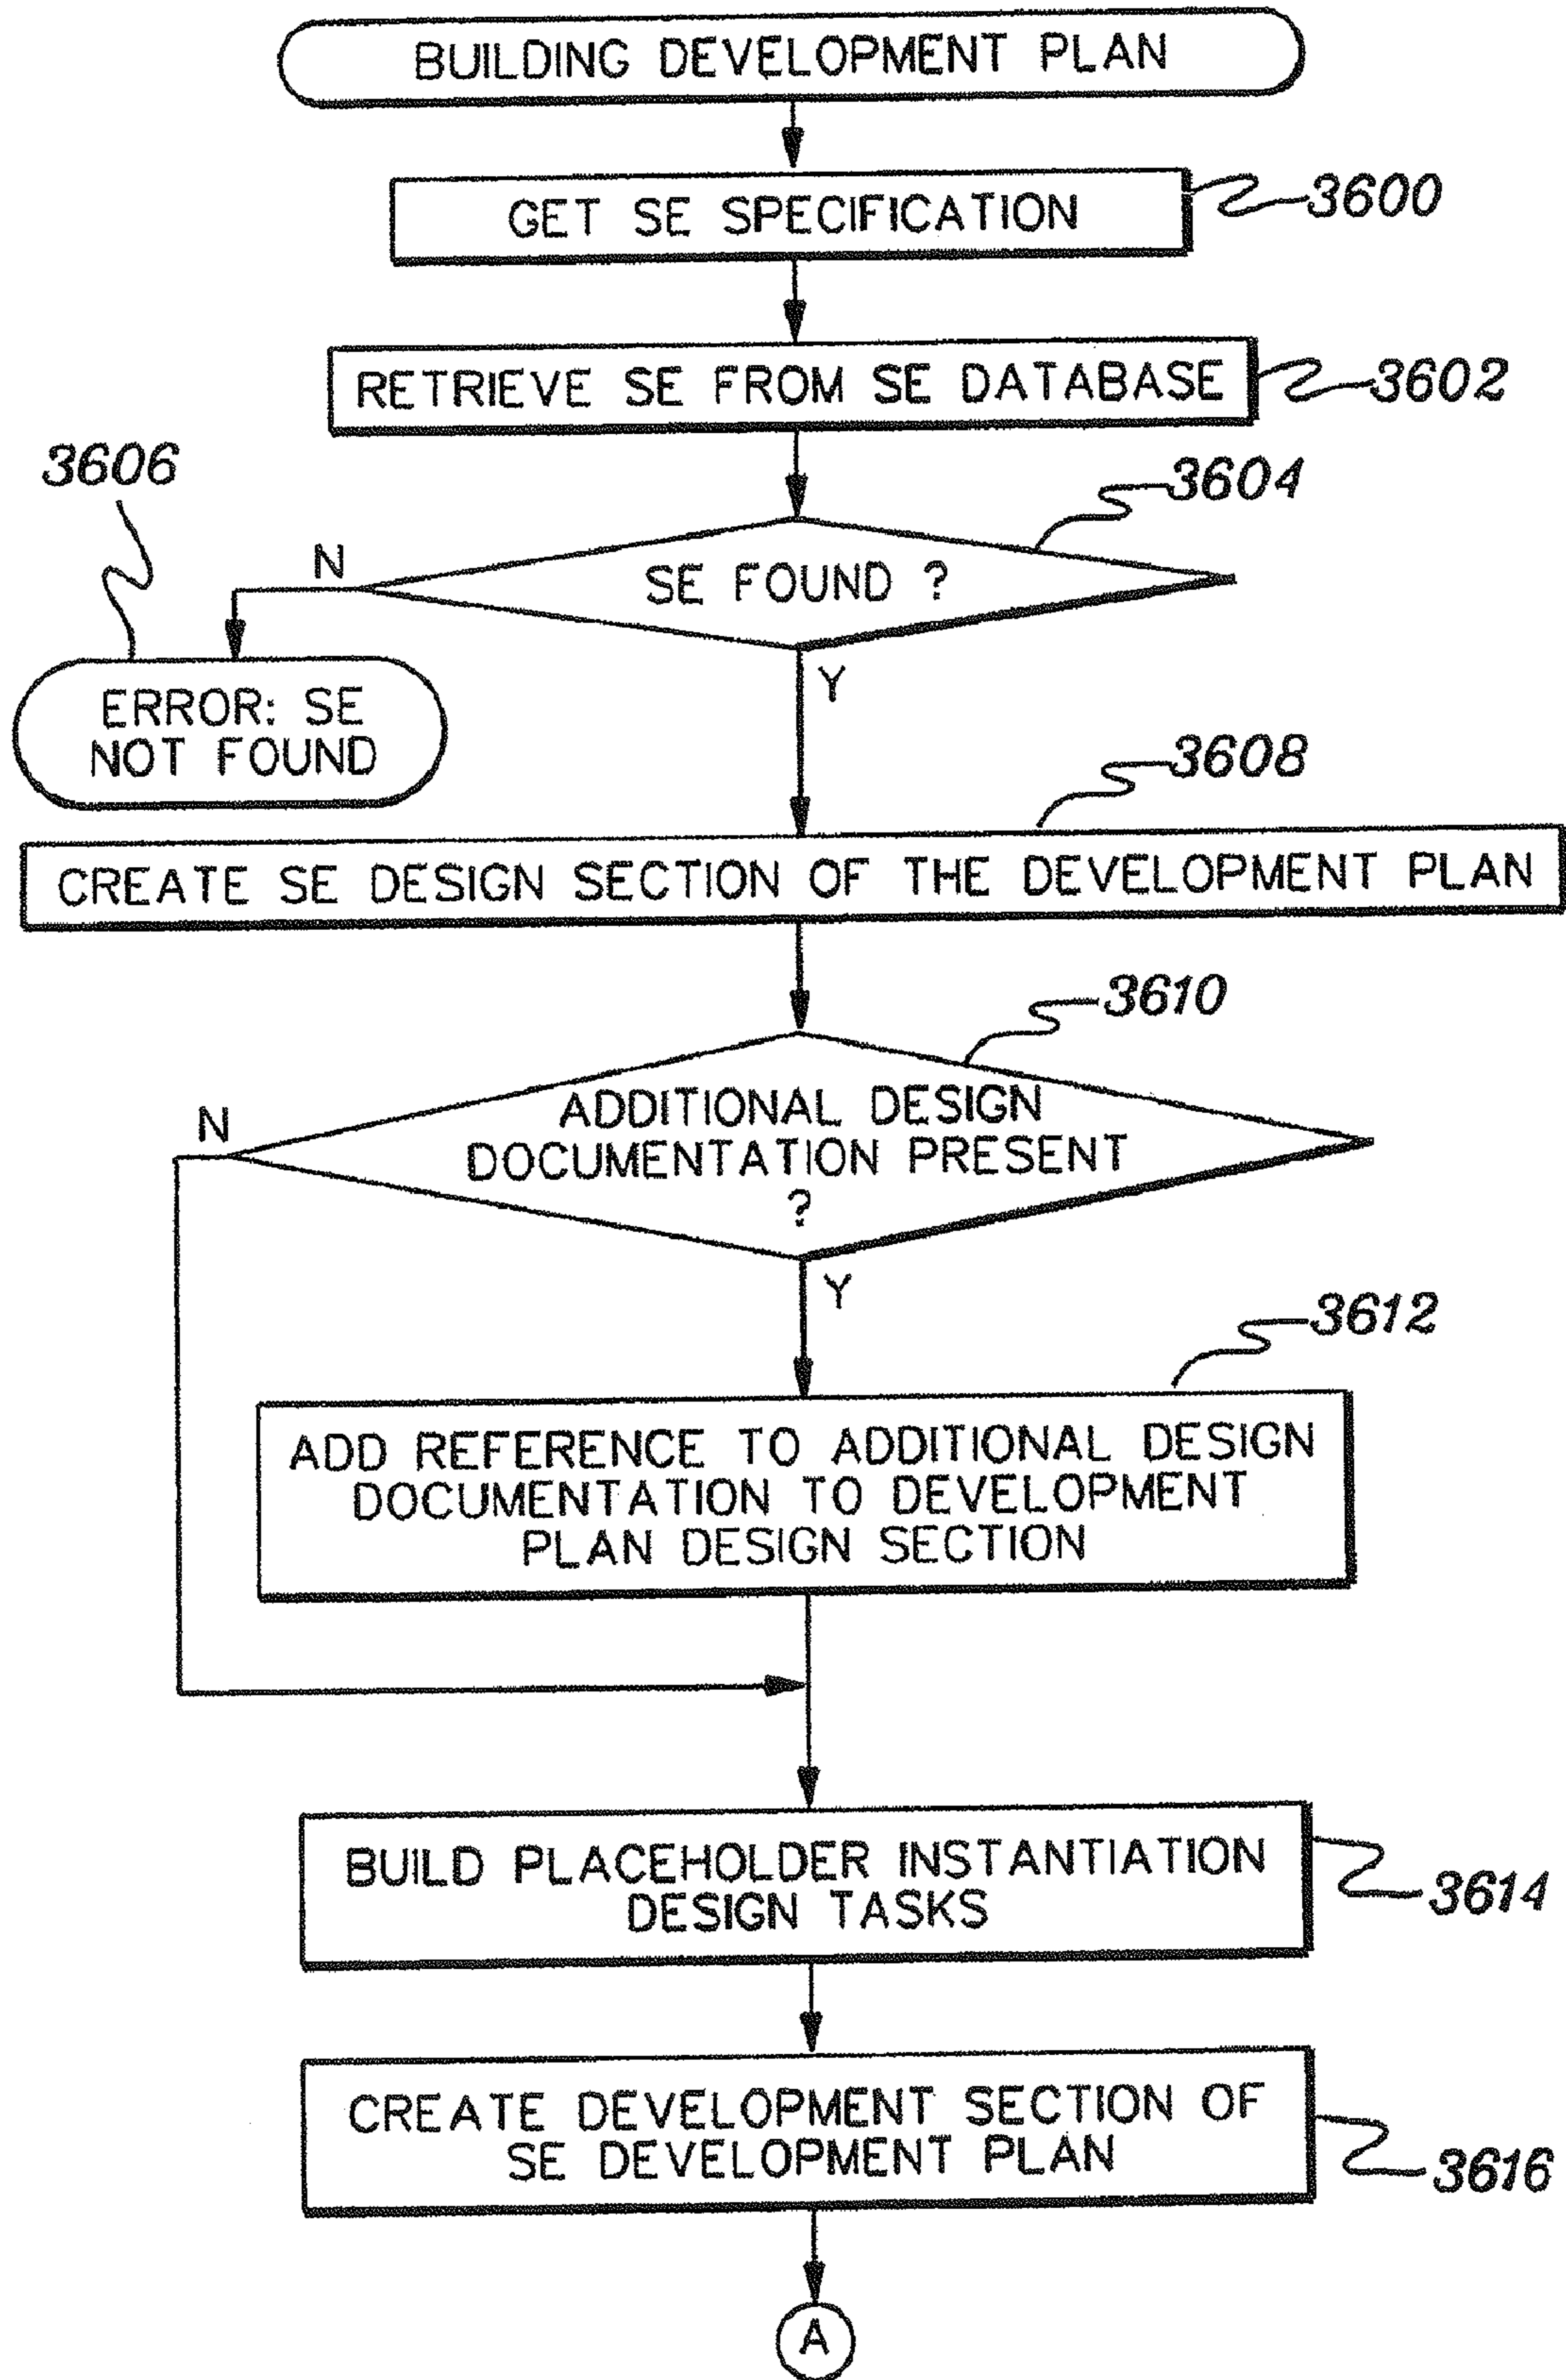 BUILDING DEVELOPMENT PLAN
GET SE SPECIFICATION
3600
RETRIEVE SE FROM SE DATABASE
3602
3606
3604
N
SE FOUND ?
Y
ERROR: SE
NOT FOUND
3608
CREATE SE DESIGN SECTION OF THE DEVELOPMENT PLAN
3610
N
ADDITIONAL DESIGN
DOCUMENTATION PRESENT
?
Y
3612
ADD REFERENCE TO ADDITIONAL DESIGN
DOCUMENTATION TO DEVELOPMENT
PLAN DESIGN SECTION
BUILD PLACEHOLDER INSTANTIATION
DESIGN TASKS
3614
CREATE DEVELOPMENT SECTION OF
SE DEVELOPMENT PLAN
3616
A